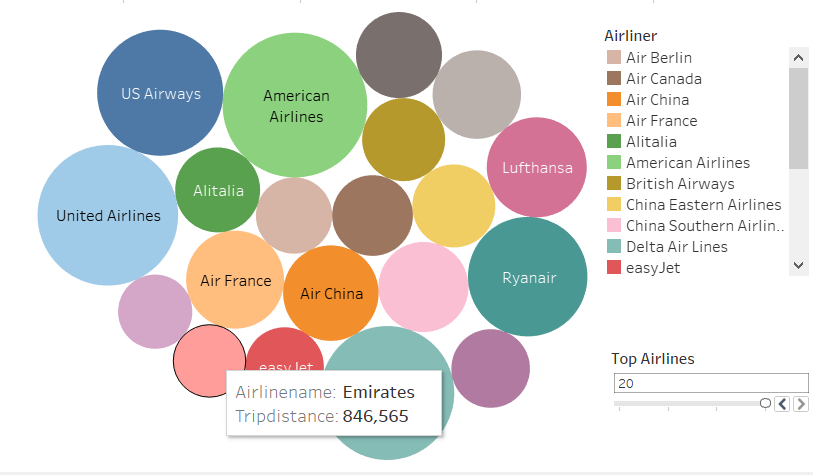 US Airways
American
Airlines
Lufthansa
Alitalia
United Airlines
Air France
Air China
Ryanair
easyJet
Airlinename: Emirates
Tripdistance: 846,565
Airliner
Air Berlin
Air Canada
Air China
Air France
Alitalia
American Airlines
British Airways
China Eastern Airlines
China Southern Airlin..
Delta Air Lines
easyJet
Top Airlines
20